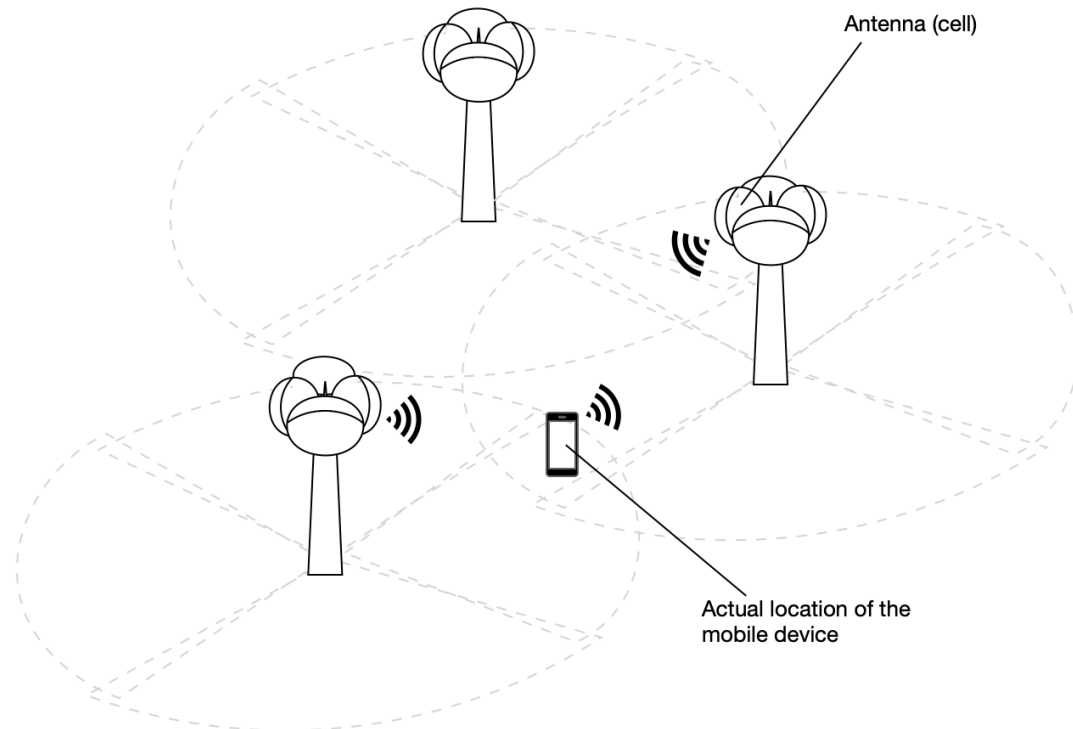 Antenna (cell)
Actual location of the
mobile device